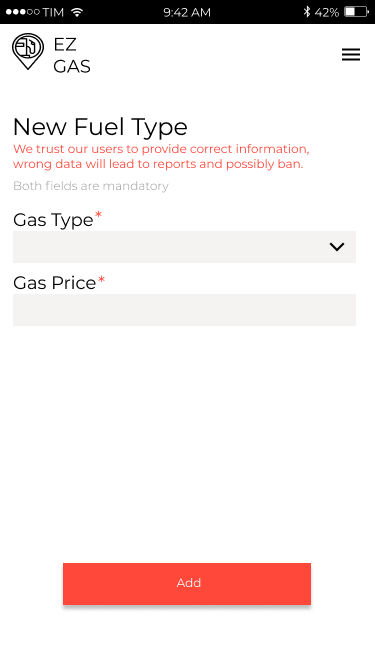 TIM 9:42 AM 42%
EZ
GAS
New Fuel Type
We trust our users to provide correct information,
wrong data will lead to reports and possibly ban.
Both fields are mandatory
Gas Type*
Gas Price*
Add